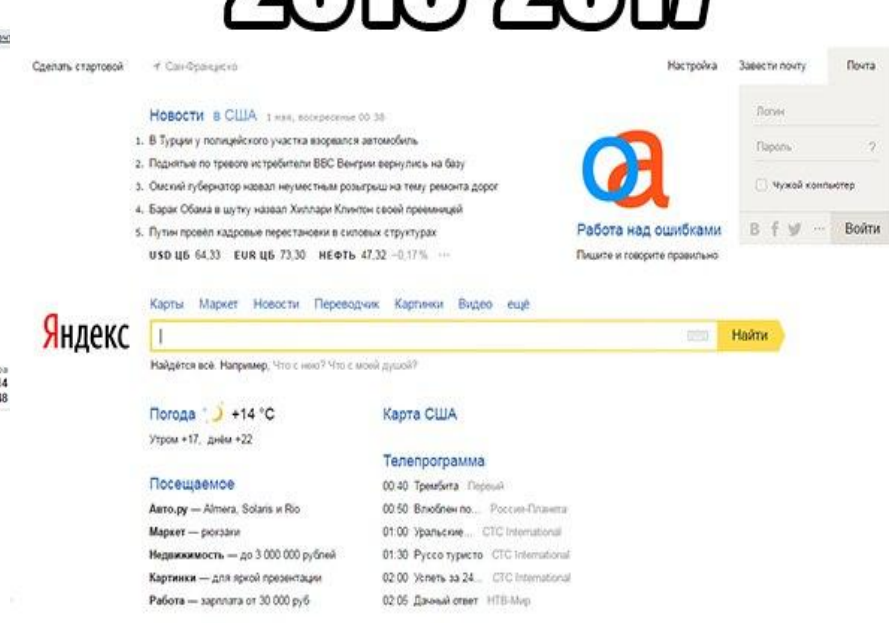 2016-2017
Сделать стартовой Сан-Франциско Настройка Завести почту Почта
Новости в США 1 мая, воскресенье 00 38
1. В Турции у полицейского участка взорвался автомобиль
2. Поднятые по тревоге истребители ВВС Венгрии вернулись на базу
3. Омский губернатор назвал неуместным розыгрыш на тему ремонта дорог
4. Барак Обама в шутку назвал Хиллари Клинтон своей преемницей
5. Путин провёл кадровые перестановки в силовых структурах
USD ЦБ 64,33 EUR ЦБ 73,30 НЕФТЬ 47,32 -0,17% ...
оа
Работа над ошибками
Пишите и говорите правильно
Логин
Пароль ?
Чужой компьютер
В f ... Войти
Карты Маркет Новости Переводчик Картинки Видео ещё
Яндекс Найти
Найдётся всё. Например, Что с нею? Что с моей душой?
Погода +14 °C
Утром +17, днём +22
Карта США
Посещаемое
Авто.ру — Almera, Solaris и Rio
Маркет — рюкзаки
Недвижимость — до 3 000 000 рублей
Картинки — для яркой презентации
Работа — зарплата от 30 000 руб
Телепрограмма
00:40 Трембита Первый
00:50 Влюблен по... Россия-Планета
01:00 Уральские... СТС International
01:30 Руссо туристо СТС International
02:00 Успеть за 24... СТС International
02:05 Дачный ответ НТВ-Мир